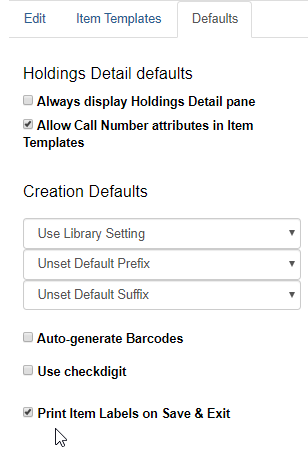 Edit Item Templates Defaults
Holdings Detail defaults
Always display Holdings Detail pane
Allow Call Number attributes in Item
Templates
Creation Defaults
Use Library Setting
Unset Default Prefix
Unset Default Suffix
Auto-generate Barcodes
Use checkdigit
Print Item Labels on Save & Exit